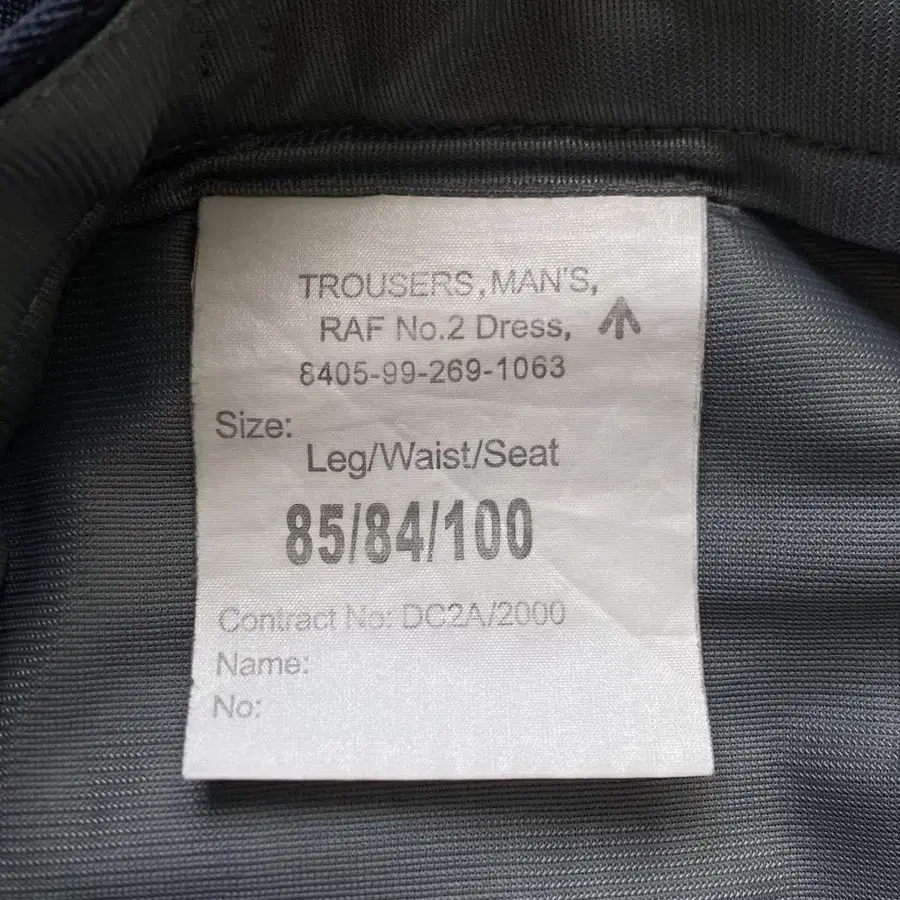 TROUSERS, MAN'S,
RAF No.2 Dress,
8405-99-269-1063
Size:
Leg/Waist/Seat
85/84/100
Contract No: DC2A/2000
Name:
No: